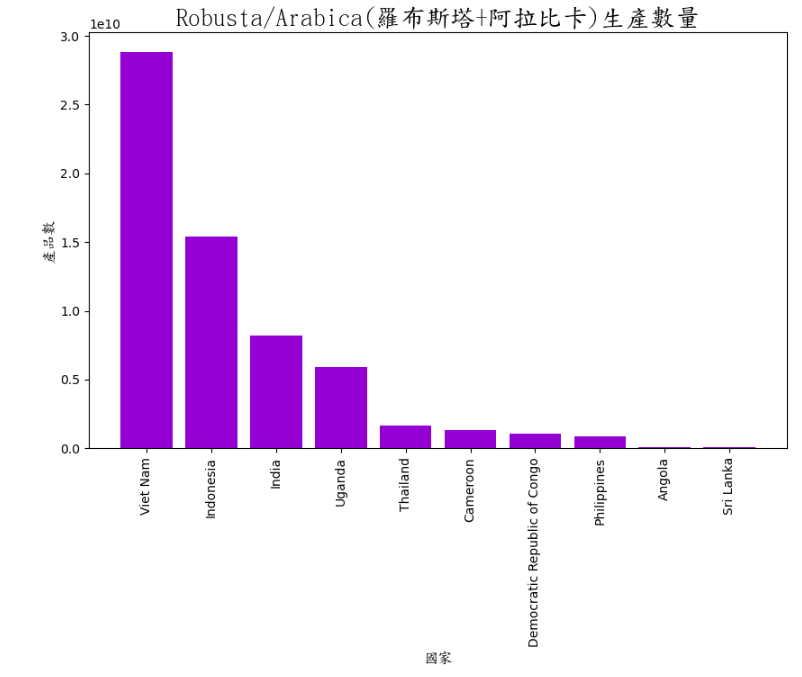 Robusta/Arabica(羅布斯塔+阿拉比卡)生產數量
1e10
3.0
2.5
2.0
1.5
1.0
0.5
0.0
產品數
Viet Nam
Indonesia
India
Uganda
Thailand
Cameroon
Democratic Republic of Congo
Philippines
Angola
Sri Lanka
國家